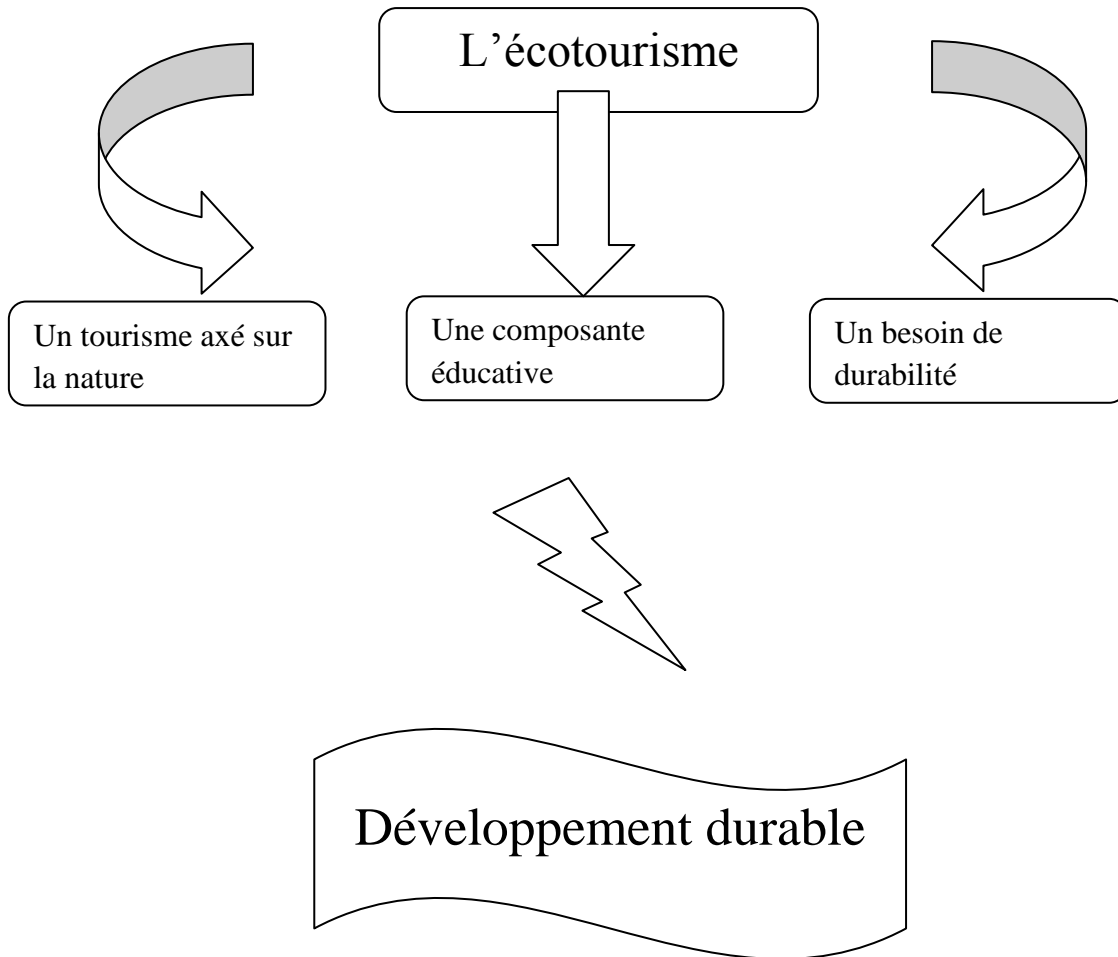 L’écotourisme
Un tourisme axé sur
la nature
Une composante
éducative
Un besoin de
durabilité
Développement durable